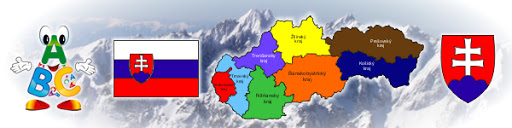 A
B C
Žilinský
kraj
Prešovský
kraj
Trenčiansky
kraj
Košický
kraj
Banskobystrický
kraj
Trnavský
kraj
Nitriansky
kraj